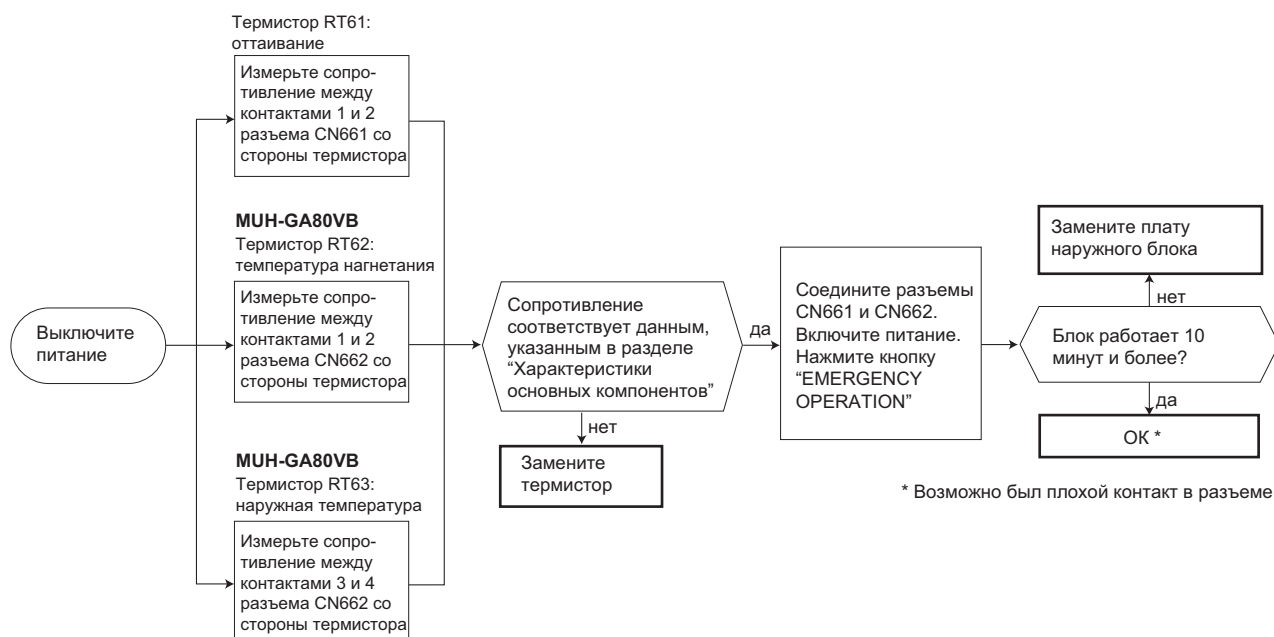 Выключите
питание
Термистор RT61:
оттаивание
Измерьте сопро-
тивление между
контактами 1 и 2
разъема CN661 со
стороны термистора
MUH-GA80VB
Термистор RT62:
температура нагнетания
Измерьте сопро-
тивление между
контактами 1 и 2
разъема CN662 со
стороны термистора
MUH-GA80VB
Термистор RT63:
наружная температура
Измерьте сопро-
тивление между
контактами 3 и 4
разъема CN662 со
стороны термистора
Сопротивление
соответствует данным,
указанным в разделе
“Характеристики
основных компонентов”
да
нет
Замените
термистор
Соедините разъемы
CN661 и CN662.
Включите питание.
Нажмите кнопку
“EMERGENCY
OPERATION”
Блок работает 10
минут и более?
нет
Замените плату
наружного блока
да
ОК *
* Возможно был плохой контакт в разъеме